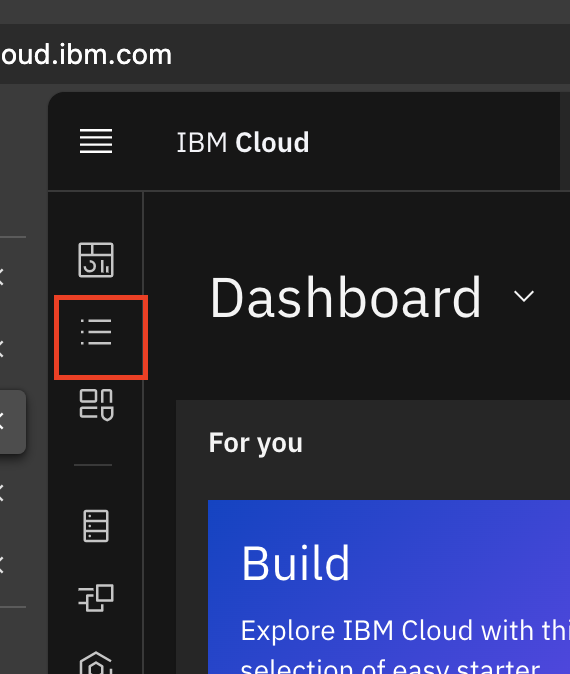 oud.ibm.com
IBM Cloud
Dashboard
For you
Build
Explore IBM Cloud with thi
selection of easy starter